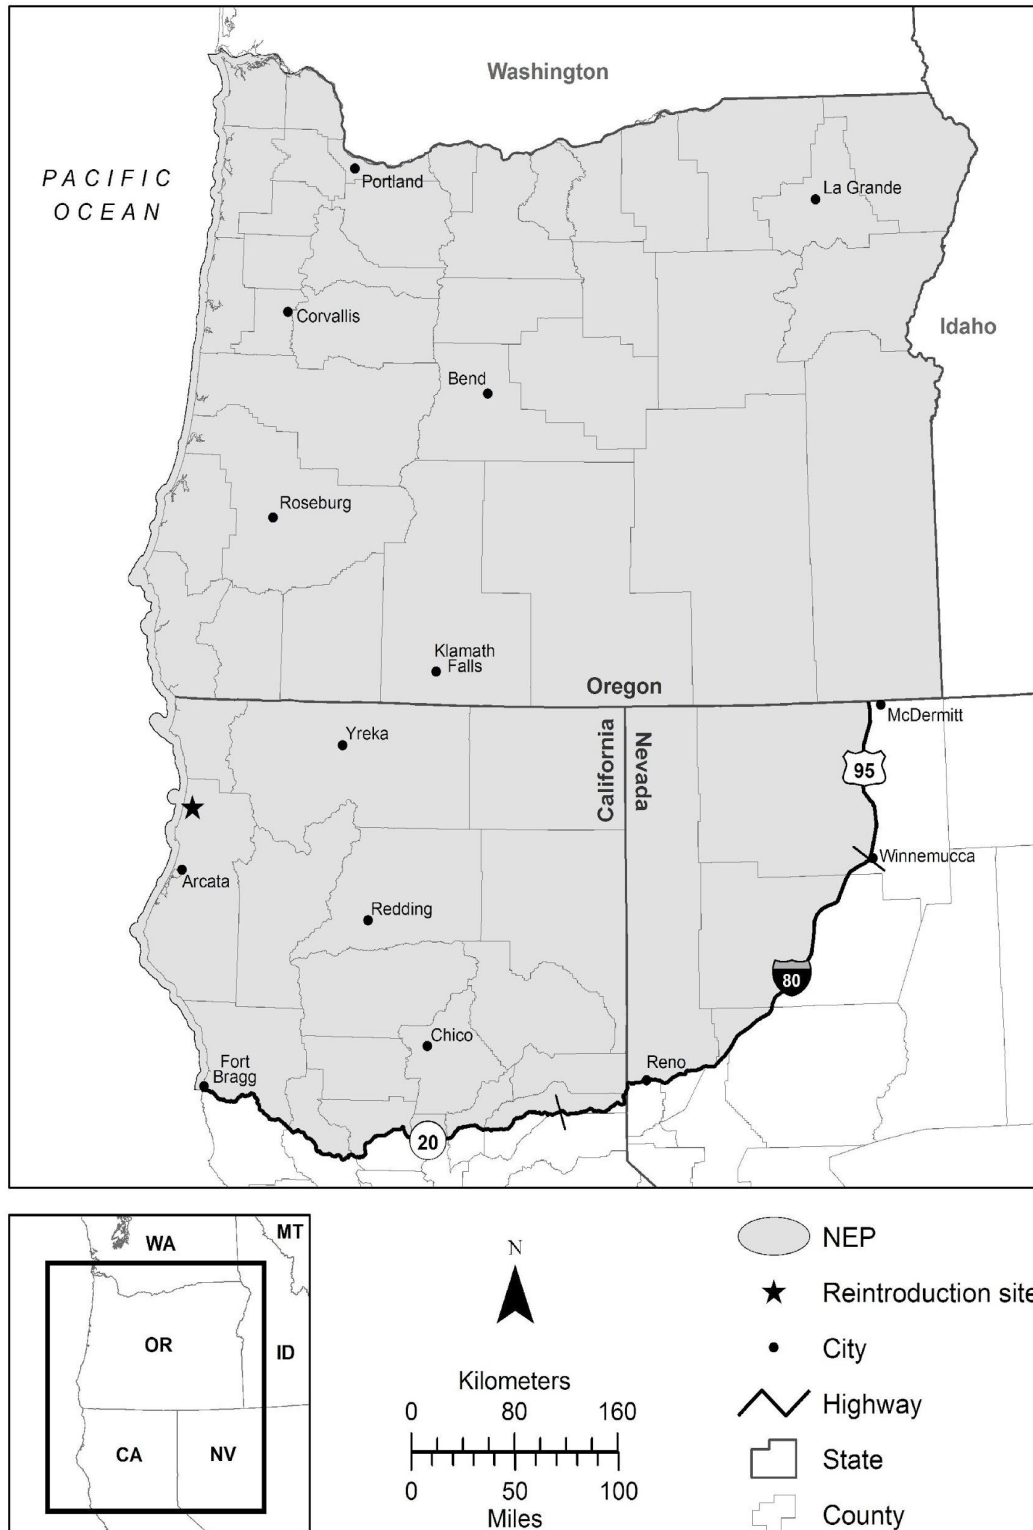 Washington
PACIFIC
OCEAN
Portland
La Grande
Corvallis
Idaho
Bend
Roseburg
Klamath
Falls
Oregon
McDermitt
Yreka
California
Nevada
95
Winnemucca
Arcata
Redding
80
Chico
Reno
Fort
Bragg
20
WA
MT
OR
ID
CA
NV
N
Kilometers
0 80 160
0 50 100
Miles
NEP
Reintroduction site
City
Highway
State
County